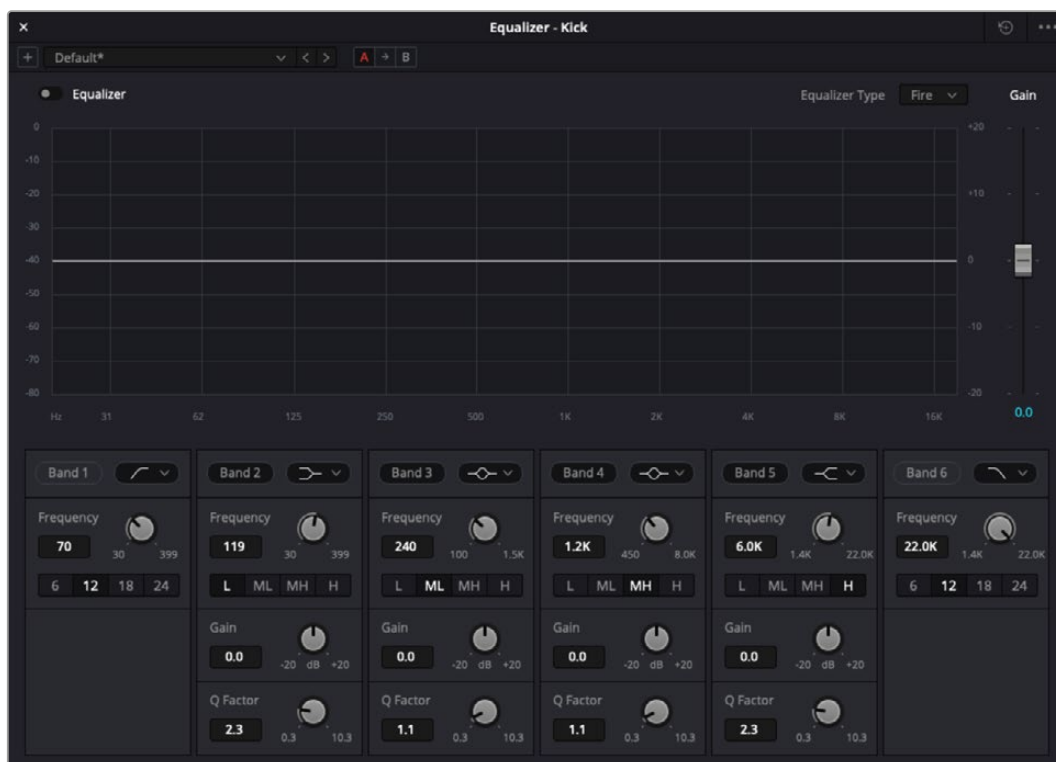 Equalizer - Kick
Default*
A B
Equalizer
Equalizer Type Fire Gain
0 +20
-10
-20 +10
-30
-40 0
-50
-60 -10
-70
-80 -20
Hz 31 62 125 250 500 1K 2K 4K 8K 16K 0.0
Band 1 Band 2 Band 3 Band 4 Band 5 Band 6
Frequency Frequency Frequency Frequency Frequency Frequency
70 30 399 119 30 399 240 100 1.5K 1.2K 450 8.0K 6.0K 1.4K 22.0K 22.0K 1.4K 22.0K
6 12 18 24 L ML MH H L ML MH H L ML MH H L ML MH H 6 12 18 24
Gain Gain Gain Gain
0.0 -20 dB +20 0.0 -20 dB +20 0.0 -20 dB +20 0.0 -20 dB +20
Q Factor Q Factor Q Factor Q Factor
2.3 0.3 10.3 1.1 0.3 10.3 1.1 0.3 10.3 2.3 0.3 10.3